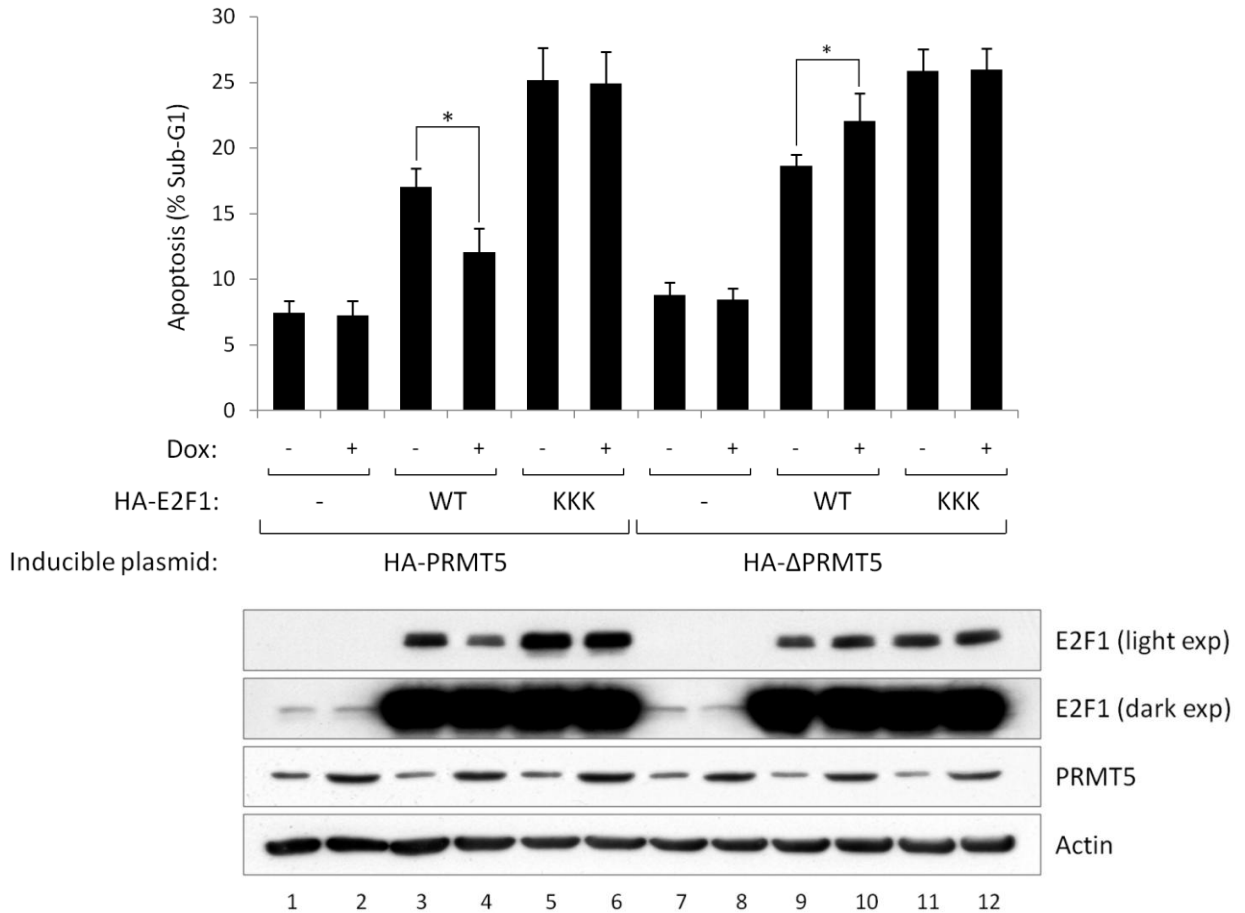 30
25
20
15
10
5
0
Apoptosis (% Sub-G1)
* *
Dox: - + - + - + - + - + - +
HA-E2F1: - WT KKK - WT KKK
Inducible plasmid: HA-PRMT5 HA-ΔPRMT5
E2F1 (light exp)
E2F1 (dark exp)
PRMT5
Actin
1 2 3 4 5 6 7 8 9 10 11 12